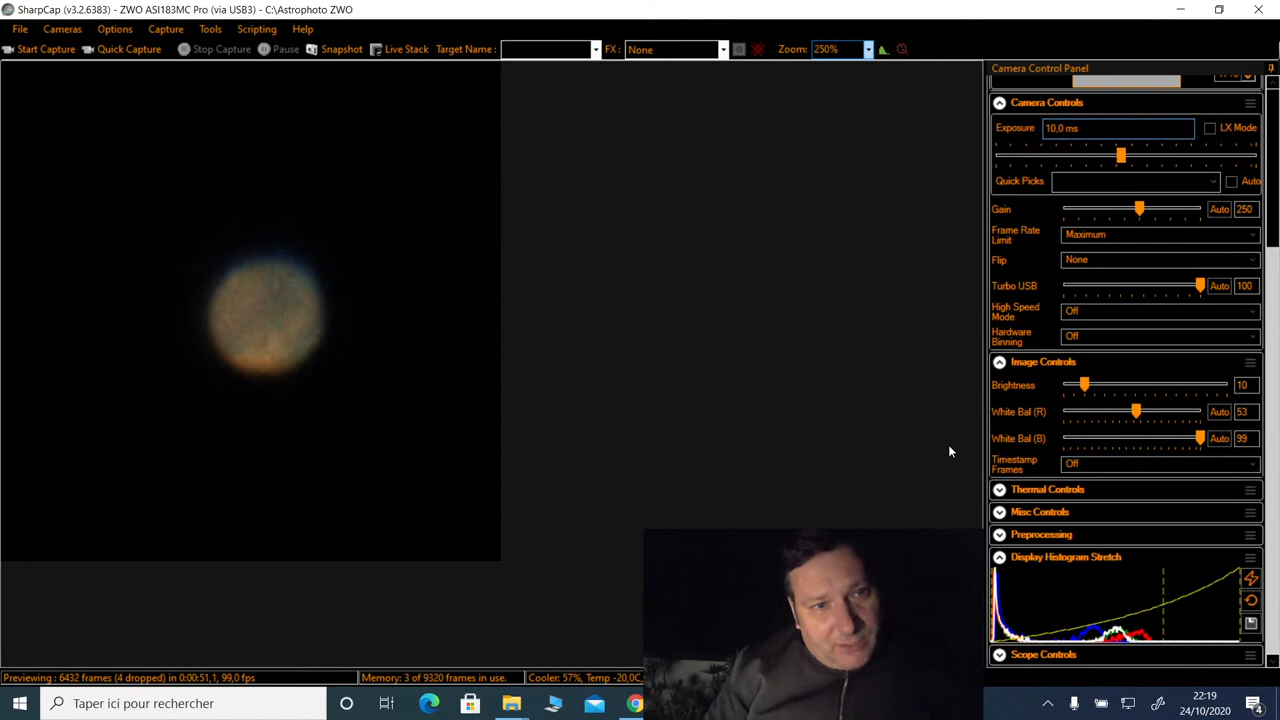 SharpCap (v3.2.6383) - ZWO ASI183MC Pro (via USB3) - C:\Astrophoto ZWO
File Cameras Options Capture Tools Scripting Help
Start Capture Quick Capture Stop Capture Pause Snapshot Live Stack Target Name : FX : None Zoom: 250%
Camera Control Panel
Camera Controls
Exposure 10,0 ms LX Mode
Quick Picks Auto
Gain Auto 250
Frame Rate
Limit Maximum
Flip None
Turbo USB Auto 100
High Speed
Mode Off
Hardware
Binning Off
Image Controls
Brightness 10
White Bal (R) Auto 53
White Bal (B) Auto 99
Timestamp
Frames Off
Thermal Controls
Misc Controls
Preprocessing
Display Histogram Stretch
Scope Controls
Previewing : 6432 frames (4 dropped) in 0:00:51,1, 99,0 fps Memory: 3 of 9320 frames in use. Cooler: 57%, Temp -20,0C,
Taper ici pour rechercher
22:19
24/10/2020
4